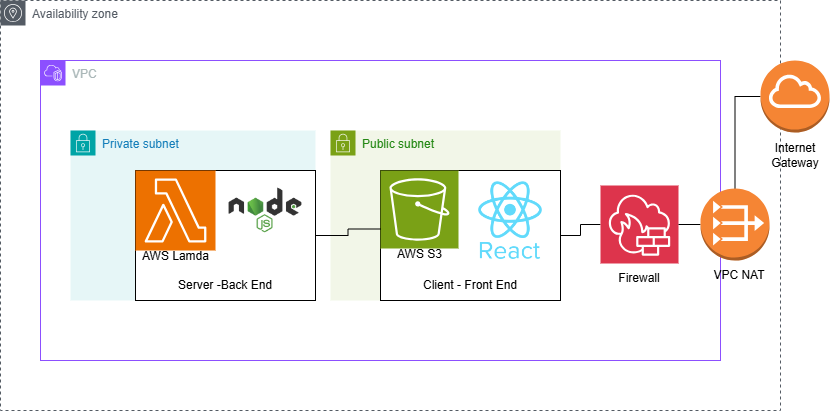 Availability zone
VPC
Private subnet
Public subnet
node
JS
React
AWS Lamda
AWS S3
Server -Back End
Client - Front End
Firewall
VPC NAT
Internet
Gateway